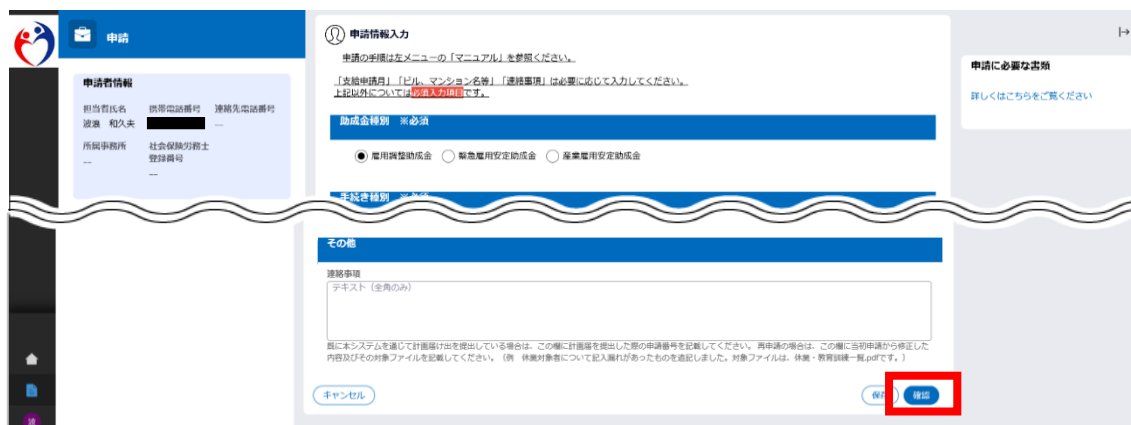 申請
申請者情報
担当者氏名 携帯電話番号 連絡先電話番号
波濵 和久夫 --
所属事務所 社会保険労務士
登録番号
--
--
申請情報入力
申請の手順は左メニューの「マニュアル」を参照ください。
「支給申請月」「ビル、マンション名等」「連絡事項」は必要に応じて入力してください。
上記以外については必須入力項目です。
助成金種別 ※必須
雇用調整助成金 緊急雇用安定助成金 産業雇用安定助成金
手続き種別 ※必須
その他
連絡事項
テキスト（全角のみ）
既に本システムを通じて計画届け出を提出している場合は、この欄に計画届を提出した際の申請番号を記載してください。 再申請の場合は、この欄に当初申請から修正した
内容及びその対象ファイルを記載してください。（例 休業対象者について記入漏れがあったものを追記しました。対象ファイルは、休業・教育訓練一覧.pdfです。）
キャンセル 保存 確認
申請に必要な書類
詳しくはこちらをご覧ください